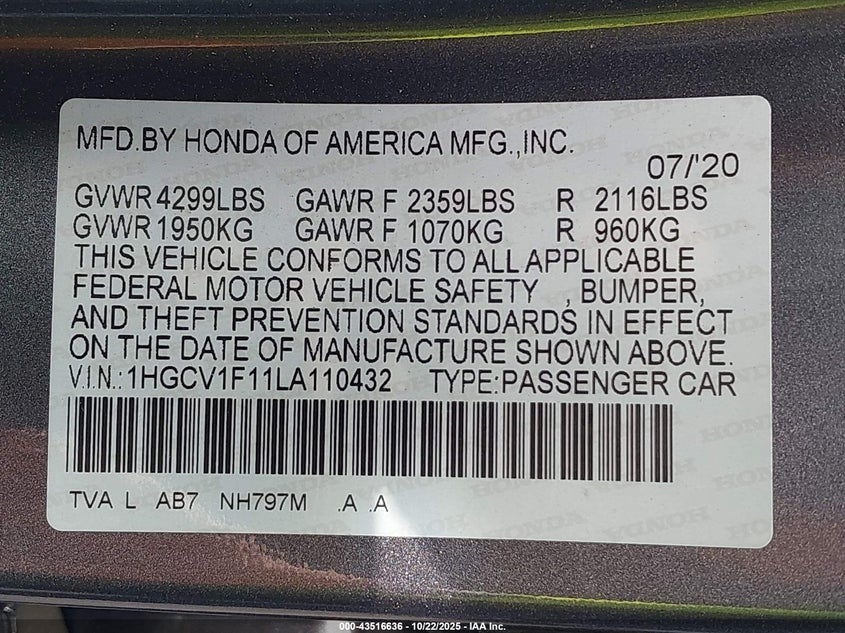 MFD.BY HONDA OF AMERICA MFG.,INC.
07/'20
GVWR 4299LBS GAWR F 2359LBS R 2116LBS
GVWR 1950KG GAWR F 1070KG R 960KG
THIS VEHICLE CONFORMS TO ALL APPLICABLE
FEDERAL MOTOR VEHICLE SAFETY , BUMPER,
AND THEFT PREVENTION STANDARDS IN EFFECT
ON THE DATE OF MANUFACTURE SHOWN ABOVE.
V.I.N.:1HGCV1F11LA110432 TYPE:PASSENGER CAR
TVA L AB7 NH797M .A .A
000-43516636 - 10/22/2025 - IAA Inc.